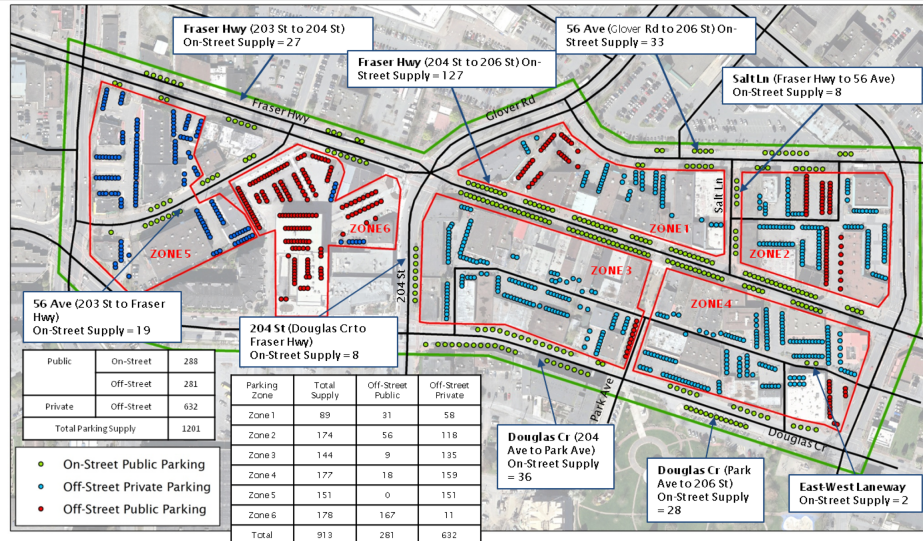 Fraser Hwy (203 St to 204 St)
On-Street Supply = 27
Fraser Hwy (204 St to 206 St) On-
Street Supply = 127
56 Ave (Glover Rd to 206 St) On-
Street Supply = 33
Salt Ln (Fraser Hwy to 56 Ave)
On-Street Supply = 8
Fraser Hwy
Glover Rd
Salt Ln
ZONE 1
ZONE 2
ZONE 3
ZONE 4
ZONE 5
ZONE 6
204 St
Park Ave
Douglas Cr
56 Ave (203 St to Fraser
Hwy)
On-Street Supply = 19
204 St (Douglas Cr to
Fraser Hwy)
On-Street Supply = 8
Douglas Cr (204
Ave to Park Ave)
On-Street Supply
= 36
Douglas Cr (Park
Ave to 206 St)
On-Street Supply
= 28
East-West Laneway
On-Street Supply = 2
Public On-Street 288
Off-Street 281
Private Off-Street 632
Total Parking Supply 1201
On-Street Public Parking
Off-Street Private Parking
Off-Street Public Parking
Parking Zone Total Supply Off-Street Public Off-Street Private
Zone 1 89 31 58
Zone 2 174 56 118
Zone 3 144 9 135
Zone 4 177 18 159
Zone 5 151 0 151
Zone 6 178 167 11
Total 913 281 632